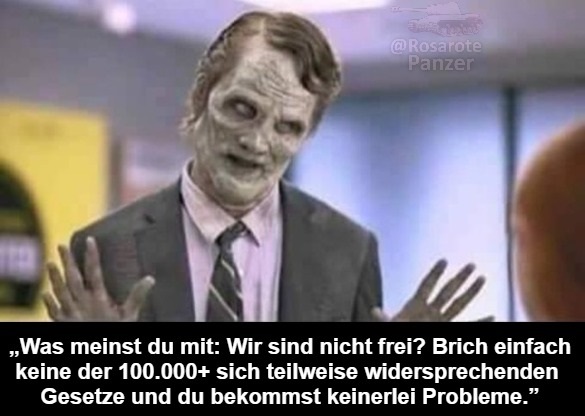 @Rosarote
Panzer
„Was meinst du mit: Wir sind nicht frei? Brich einfach
keine der 100.000+ sich teilweise widersprechenden
Gesetze und du bekommst keinerlei Probleme.”